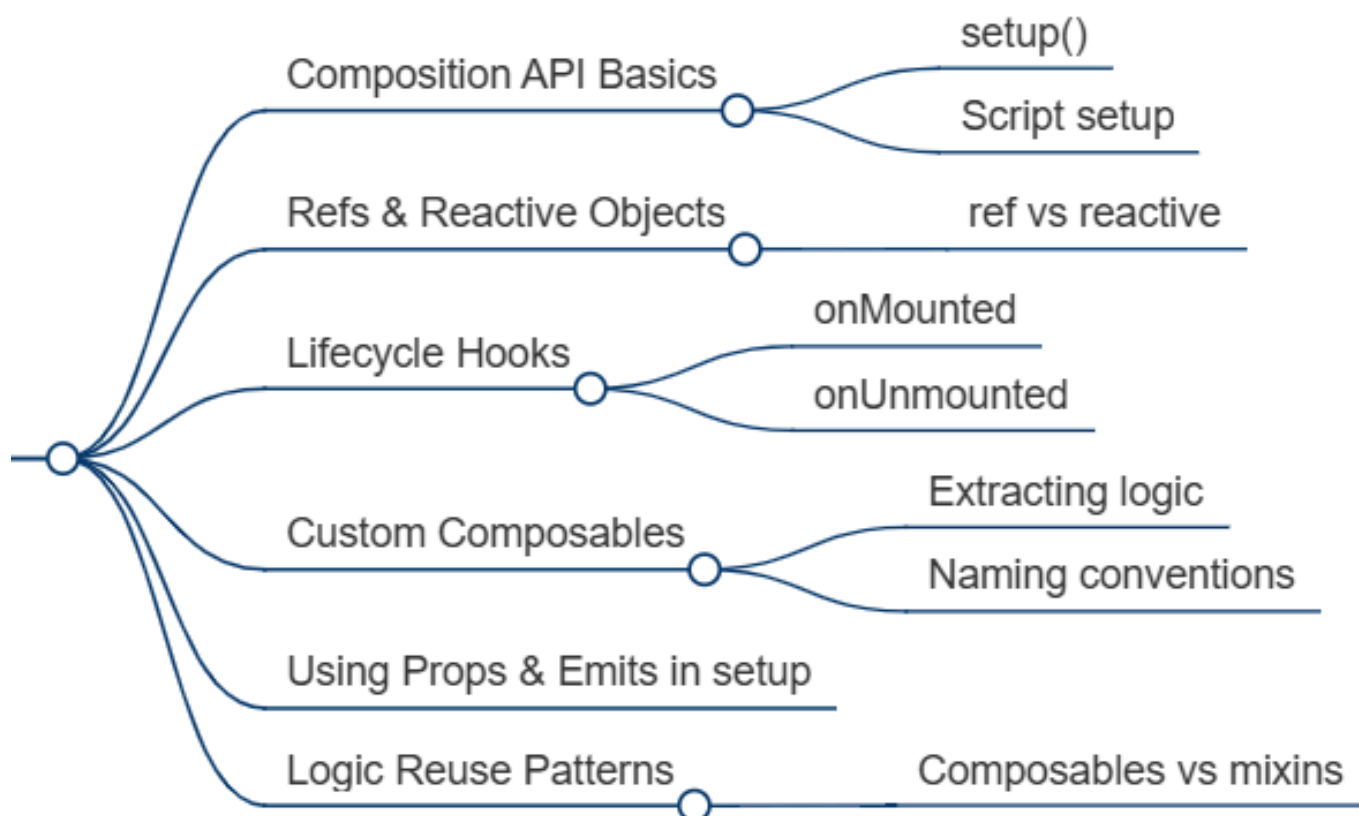 Composition API Basics
setup()
Script setup
Refs & Reactive Objects
ref vs reactive
Lifecycle Hooks
onMounted
onUnmounted
Custom Composables
Extracting logic
Naming conventions
Using Props & Emits in setup
Logic Reuse Patterns
Composables vs mixins